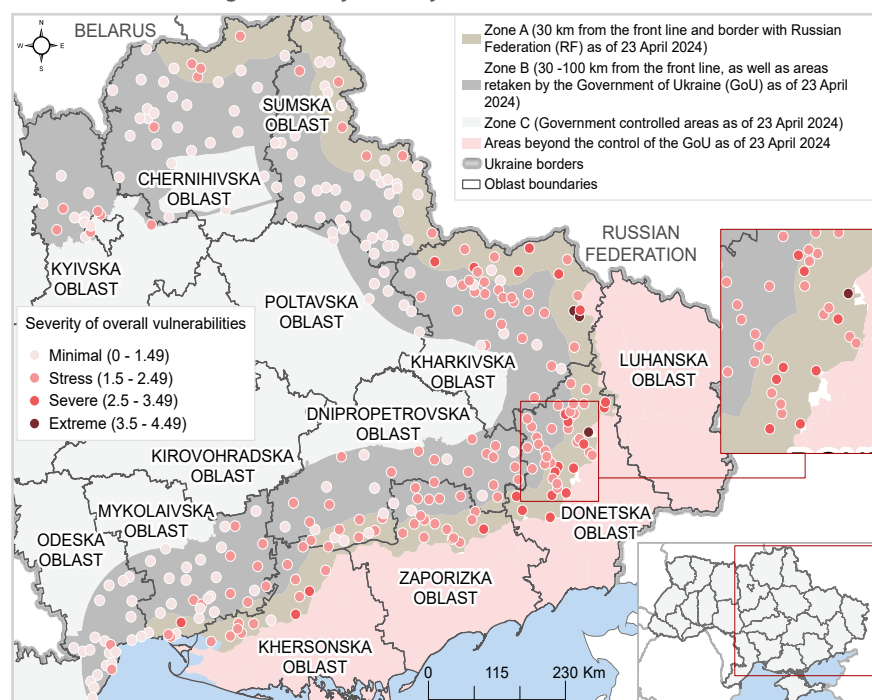 BELARUS
N
W
E
S
Zone A (30 km from the front line and border with Russian
Federation (RF) as of 23 April 2024)
Zone B (30 -100 km from the front line, as well as areas
retaken by the Government of Ukraine (GoU) as of 23 April
2024)
Zone C (Government controlled areas as of 23 April 2024)
Areas beyond the control of the GoU as of 23 April 2024
Ukraine borders
Oblast boundaries
SUMSKA
OBLAST
CHERNIHIVSKA
OBLAST
RUSSIAN
FEDERATION
KYIVSKA
OBLAST
POLTAVSKA
OBLAST
Severity of overall vulnerabilities
Minimal (0 - 1.49)
Stress (1.5 - 2.49)
Severe (2.5 - 3.49)
Extreme (3.5 - 4.49)
KHARKIVSKA
OBLAST
LUHANSKA
OBLAST
DNIPROPETROVSKA
OBLAST
KIROVOHRADSKA
OBLAST
MYKOLAIVSKA
OBLAST
ODESKA
OBLAST
DONETSKA
OBLAST
ZAPORIZKA
OBLAST
KHERSONSKA
OBLAST
0 115 230 Km